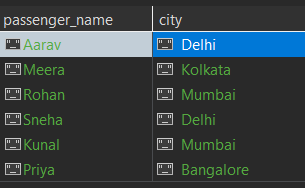 passenger_name city
Aarav Delhi
Meera Kolkata
Rohan Mumbai
Sneha Delhi
Kunal Mumbai
Priya Bangalore